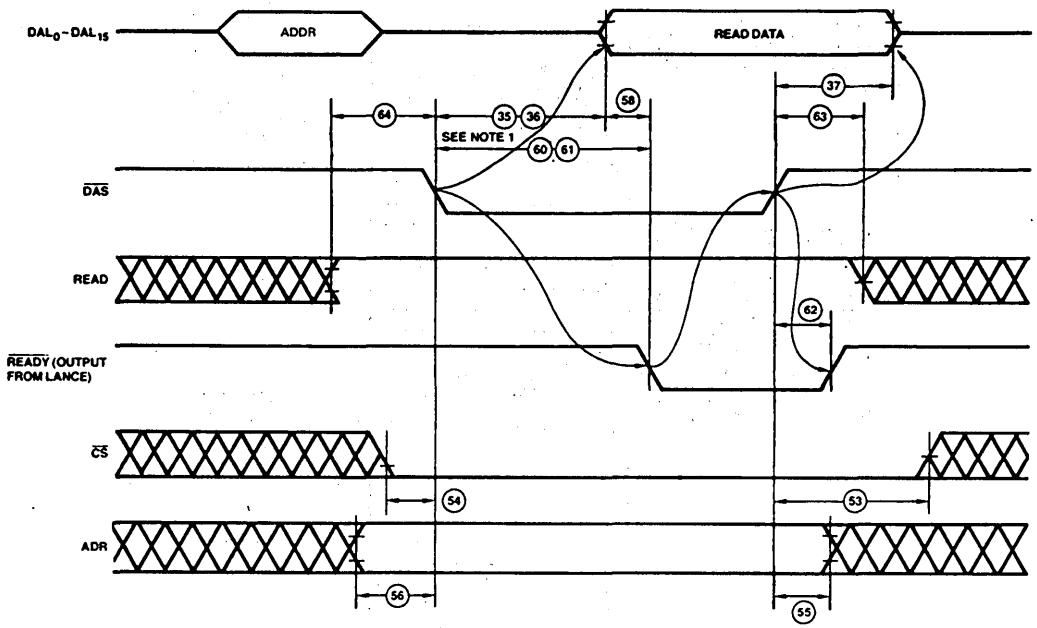 DAL₀-DAL₁₅
ADDR
READ DATA
37
64
35 36
58
63
SEE NOTE 1
60 61
DAS
READ
62
READY (OUTPUT
FROM LANCE)
CS
54
53
ADR
56
55